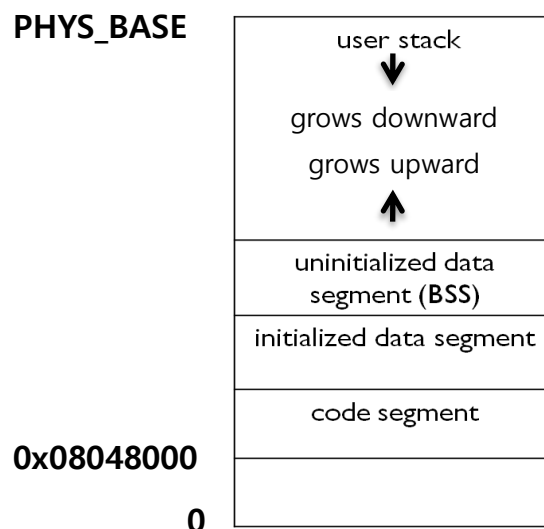 PHYS_BASE
user stack
grows downward
grows upward
uninitialized data
segment (BSS)
initialized data segment
code segment
0x08048000
0